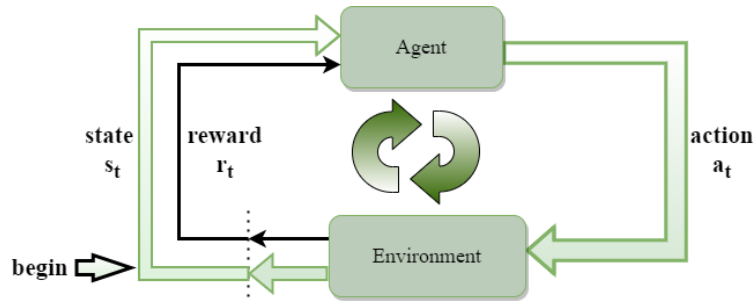 Agent
state
s_t
reward
r_t
action
a_t
begin
Environment